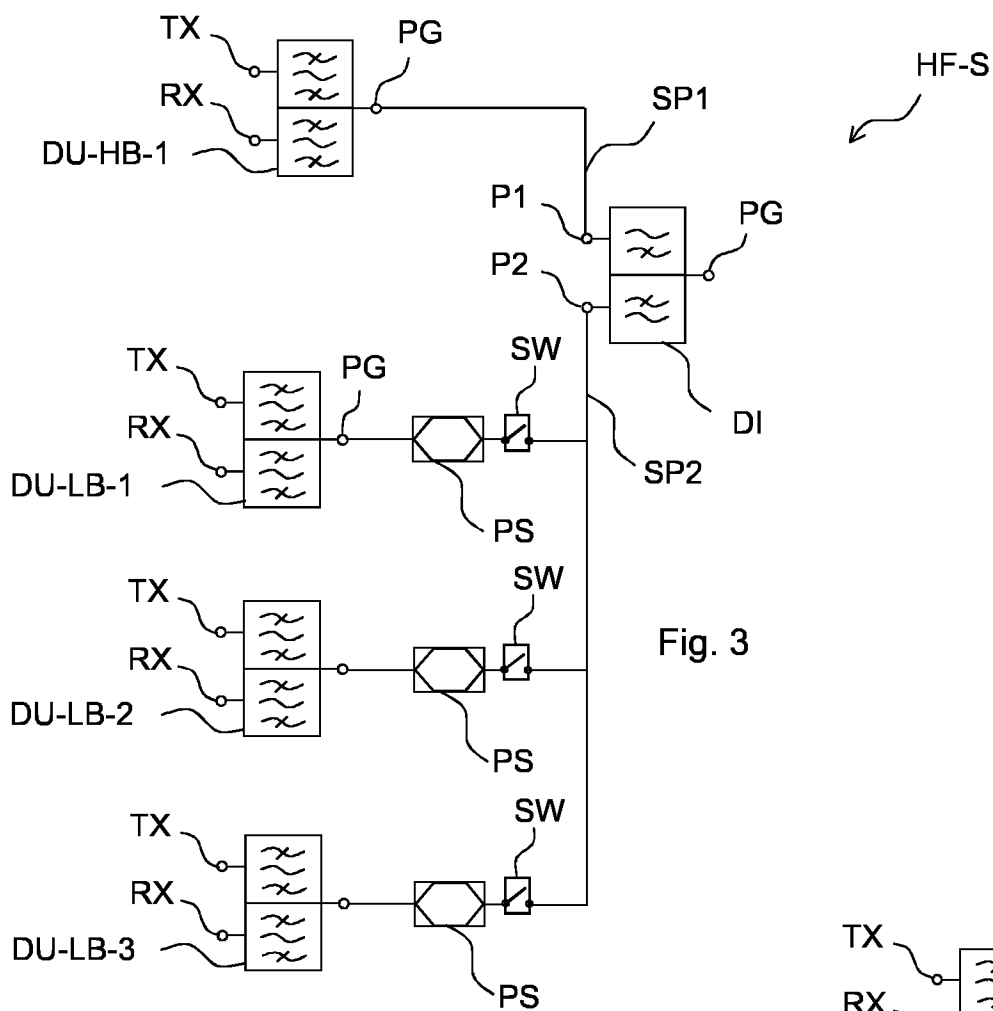 TX
PG
HF-S
RX
SP1
DU-HB-1
P1
PG
P2
TX
PG
SW
RX
DI
DU-LB-1
SP2
PS
TX
SW
RX
Fig. 3
DU-LB-2
PS
TX
SW
RX
DU-LB-3
PS
TX
RX